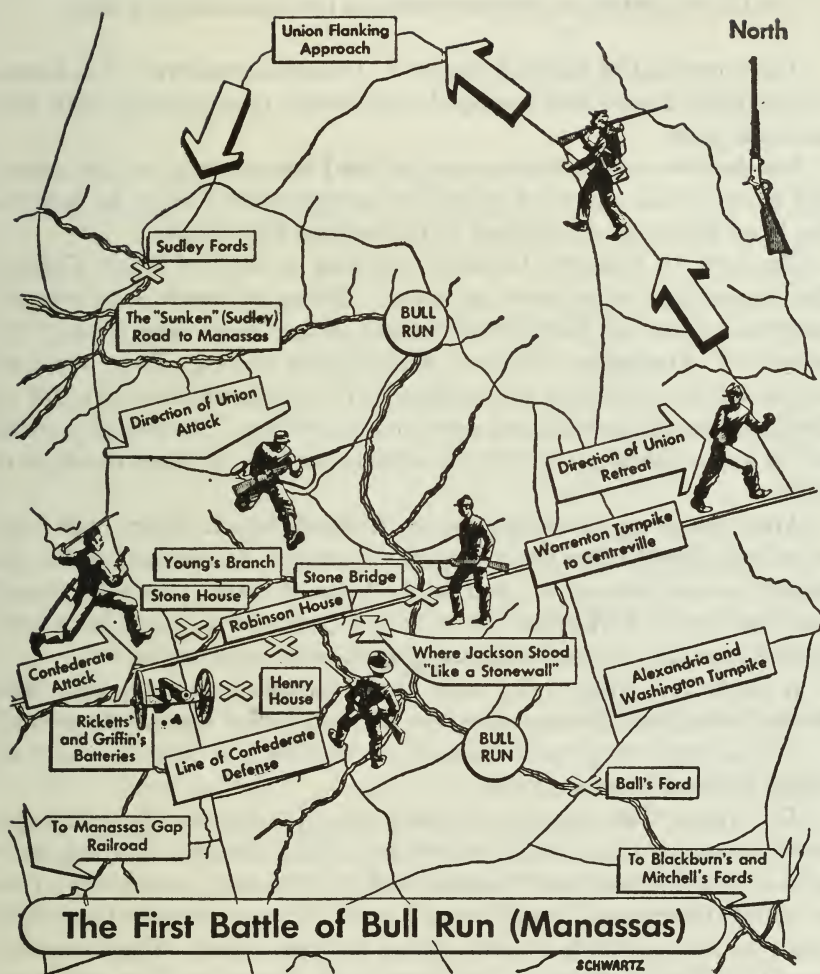 Union Flanking
Approach
North
Sudley Fords
The "Sunken" (Sudley)
Road to Manassas
BULL
RUN
Direction of Union
Attack
Direction of Union
Retreat
Warrenton Turnpike
to Centreville
Young's Branch
Stone Bridge
Stone House
Robinson House
Confederate
Attack
Where Jackson Stood
"Like a Stonewall"
Alexandria and
Washington Turnpike
Henry
House
Ricketts'
and Griffin's
Batteries
Line of Confederate
Defense
BULL
RUN
Ball's Ford
To Manassas Gap
Railroad
To Blackburn's and
Mitchell's Fords
The First Battle of Bull Run (Manassas)
SCHWARTZ